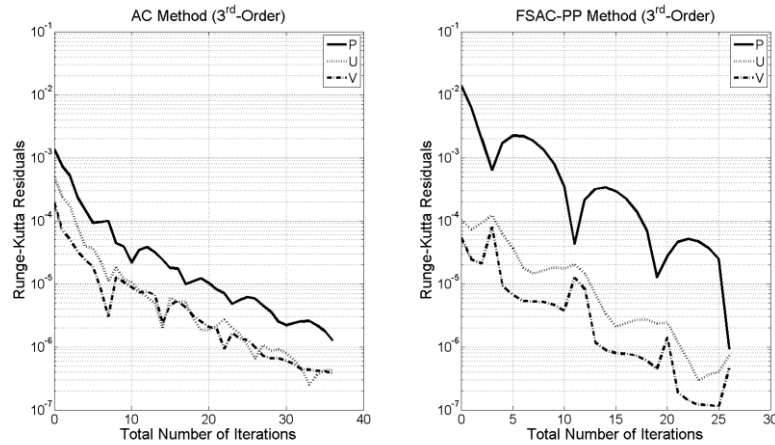 AC Method (3rd-Order)
10^-1
10^-2
10^-3
10^-4
10^-5
10^-6
10^-7
Runge-Kutta Residuals
P
U
V
0 10 20 30 40
Total Number of Iterations
FSAC-PP Method (3rd-Order)
10^-1
10^-2
10^-3
10^-4
10^-5
10^-6
10^-7
Runge-Kutta Residuals
P
U
V
0 5 10 15 20 25 30
Total Number of Iterations